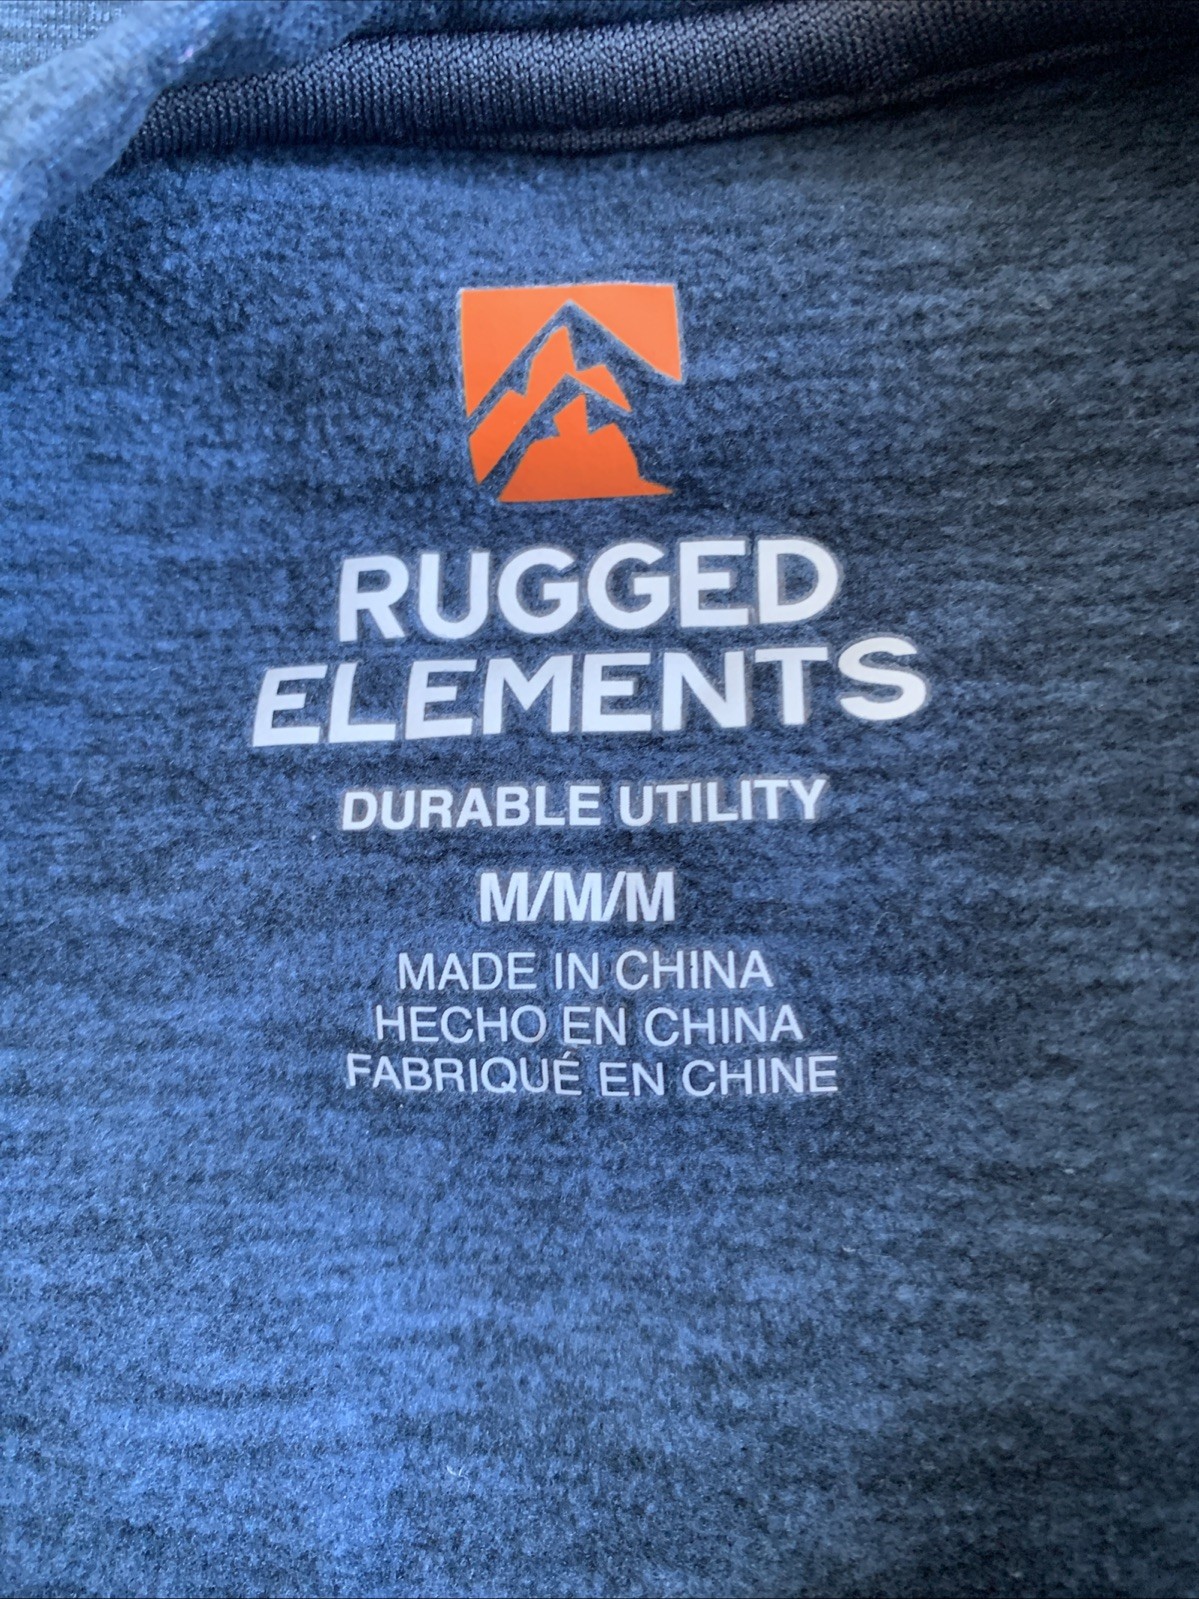 RUGGED
ELEMENTS
DURABLE UTILITY
M/M/M
MADE IN CHINA
HECHO EN CHINA
FABRIQUÉ EN CHINE